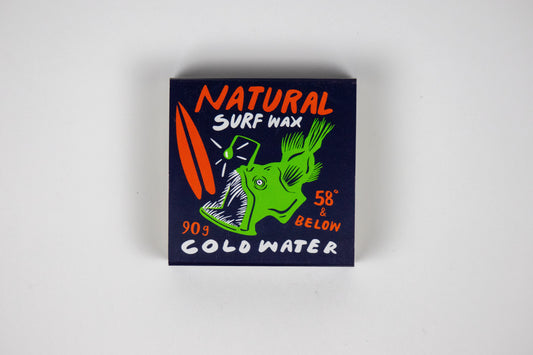 NATURAL
SURF WAX
58°
&
BELOW
90g
COLD WATER